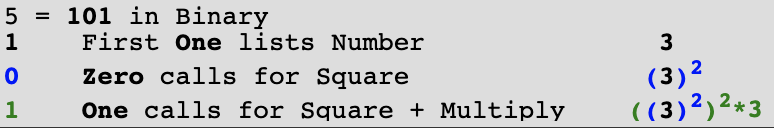 5 = 101 in Binary
1 First One lists Number 3
0 Zero calls for Square (3)²
1 One calls for Square + Multiply ((3)²)²*3